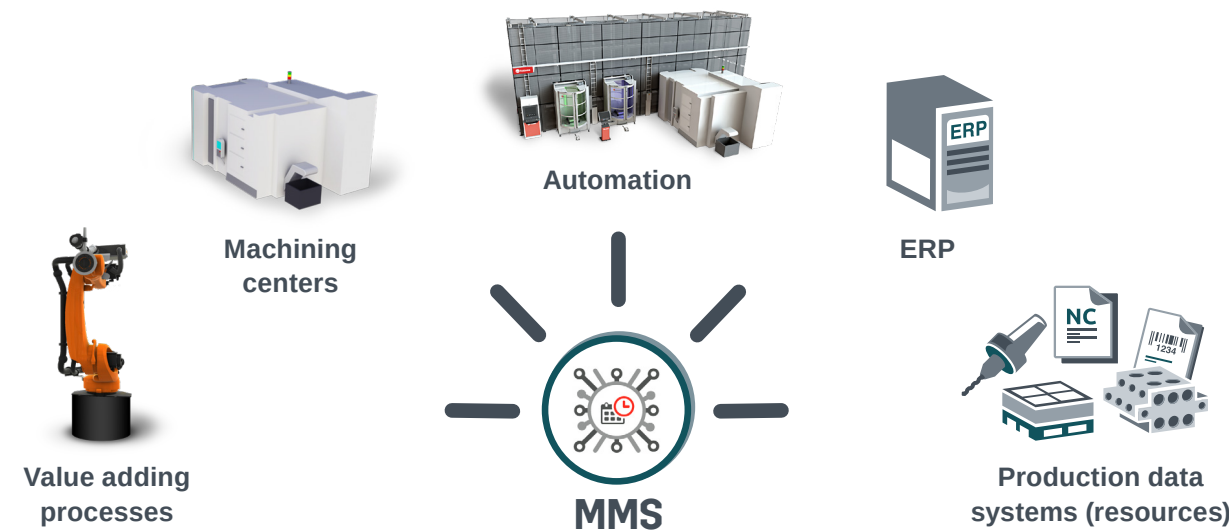 Automation
ERP
Machining
centers
ERP
NC
1234
Value adding
processes
MMS
Production data
systems (resources)